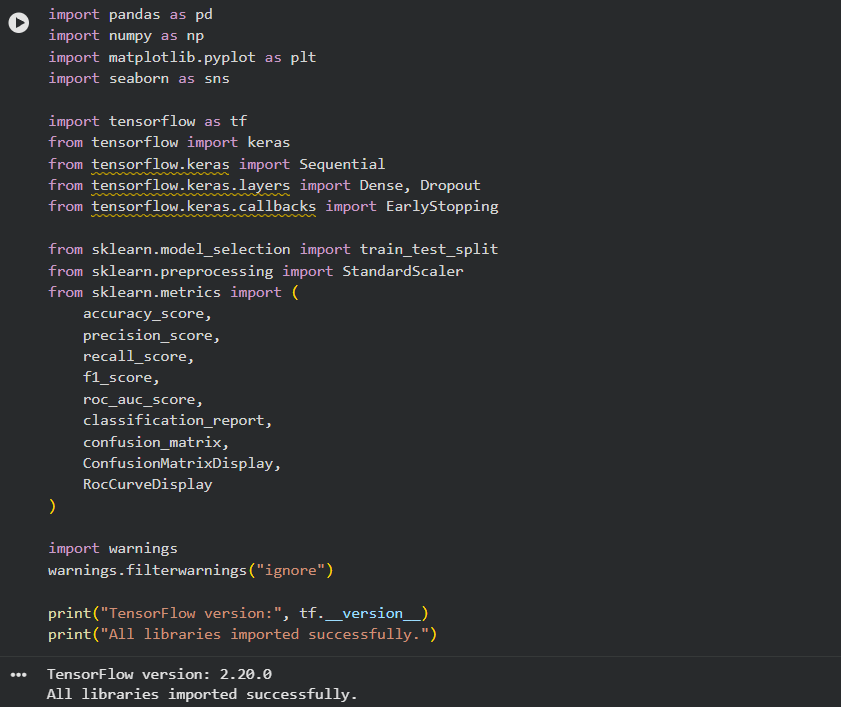 import pandas as pd
import numpy as np
import matplotlib.pyplot as plt
import seaborn as sns

import tensorflow as tf
from tensorflow import keras
from tensorflow.keras import Sequential
from tensorflow.keras.layers import Dense, Dropout
from tensorflow.keras.callbacks import EarlyStopping

from sklearn.model_selection import train_test_split
from sklearn.preprocessing import StandardScaler
from sklearn.metrics import (
    accuracy_score,
    precision_score,
    recall_score,
    f1_score,
    roc_auc_score,
    classification_report,
    confusion_matrix,
    ConfusionMatrixDisplay,
    RocCurveDisplay
)

import warnings
warnings.filterwarnings("ignore")

print("TensorFlow version:", tf.__version__)
print("All libraries imported successfully.")

TensorFlow version: 2.20.0
All libraries imported successfully.